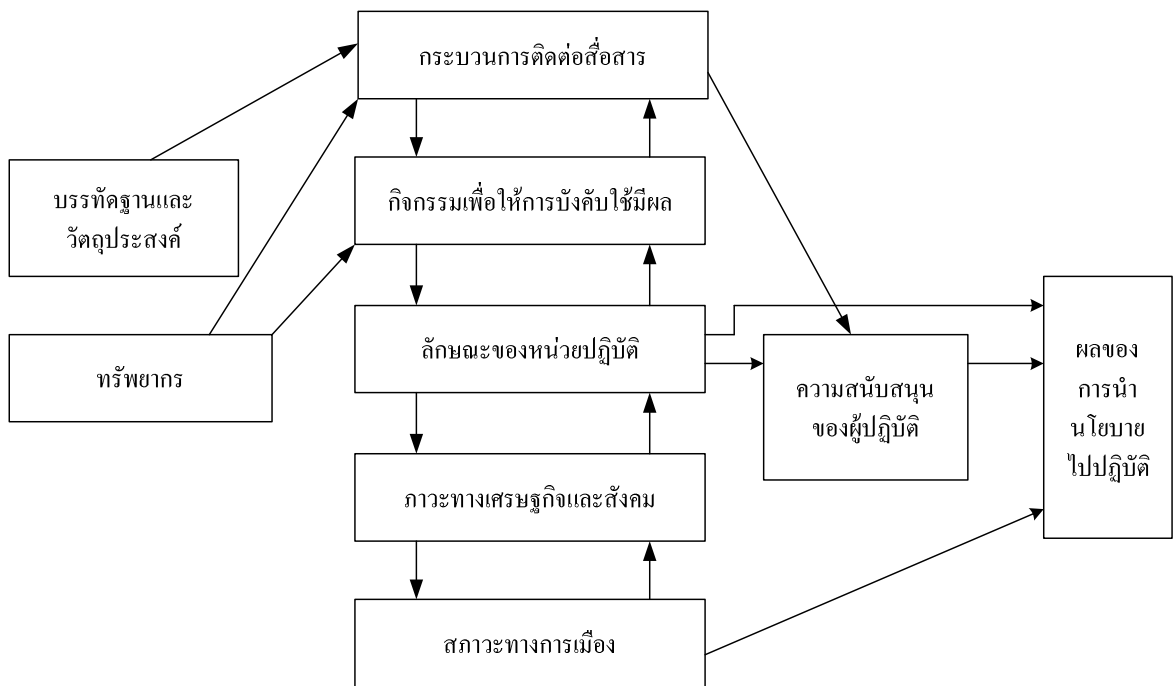 กระบวนการติดต่อสื่อสาร
บรรทัดฐานและ
วัตถุประสงค์
กิจกรรมเพื่อให้การบังคับใช้มีผล
ทรัพยากร
ลักษณะของหน่วยปฏิบัติ
ความสนับสนุน
ของผู้ปฏิบัติ
ผลของ
การนำ
นโยบาย
ไปปฏิบัติ
ภาวะทางเศรษฐกิจและสังคม
สภาวะทางการเมือง